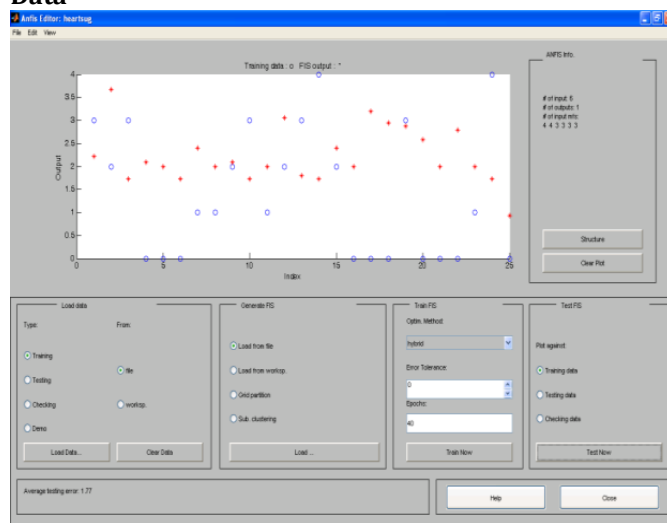 Data
Anfis Editor: heartsug
File Edit View
Training data : o FIS output : *
4
3.5
3
2.5
2
1.5
1
0.5
0
0 5 10 15 20 25
Output
Index
ANFIS Info.
# of input: 6
# of outputs: 1
# of input mfs:
4 4 3 3 3 3
Structure
Clear Plot
Load data
Type: From:
Training
Testing
Checking
Demo
file
worksp.
Load Data... Clear Data
Generate FIS
Load from file
Load from worksp.
Grid partition
Sub. clustering
Load ...
Train FIS
Optim. Method:
hybrid
Error Tolerance:
0
Epochs:
40
Train Now
Test FIS
Plot against:
Training data
Testing data
Checking data
Test Now
Average testing error: 1.77
Help Close